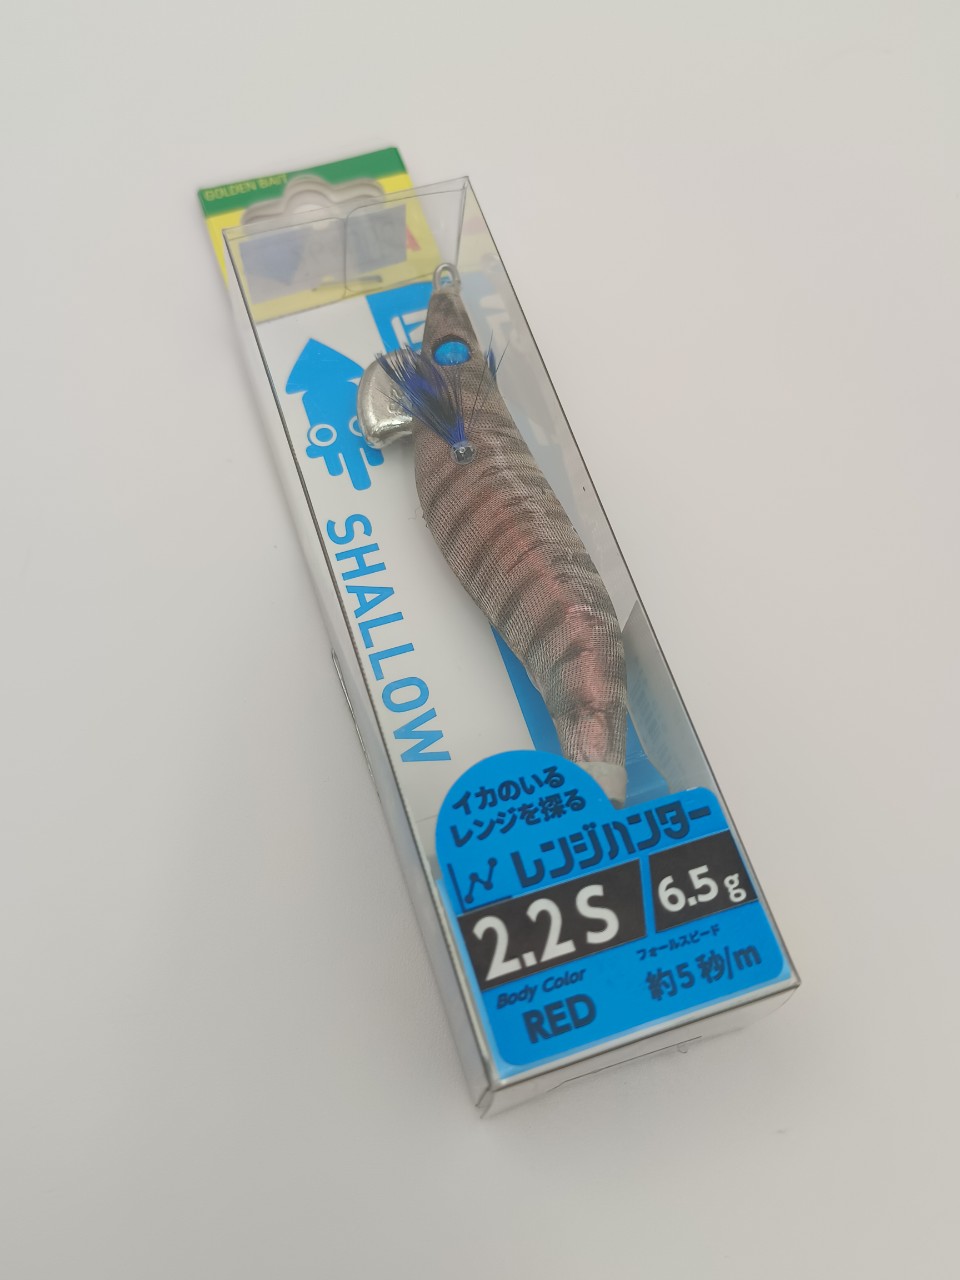 GOLDEN BAIT
SHALLOW
イカのいる
レンジを探る
レンジハンター
2.2S
6.5g
Body Color
RED
フォールスピード
約5秒/m